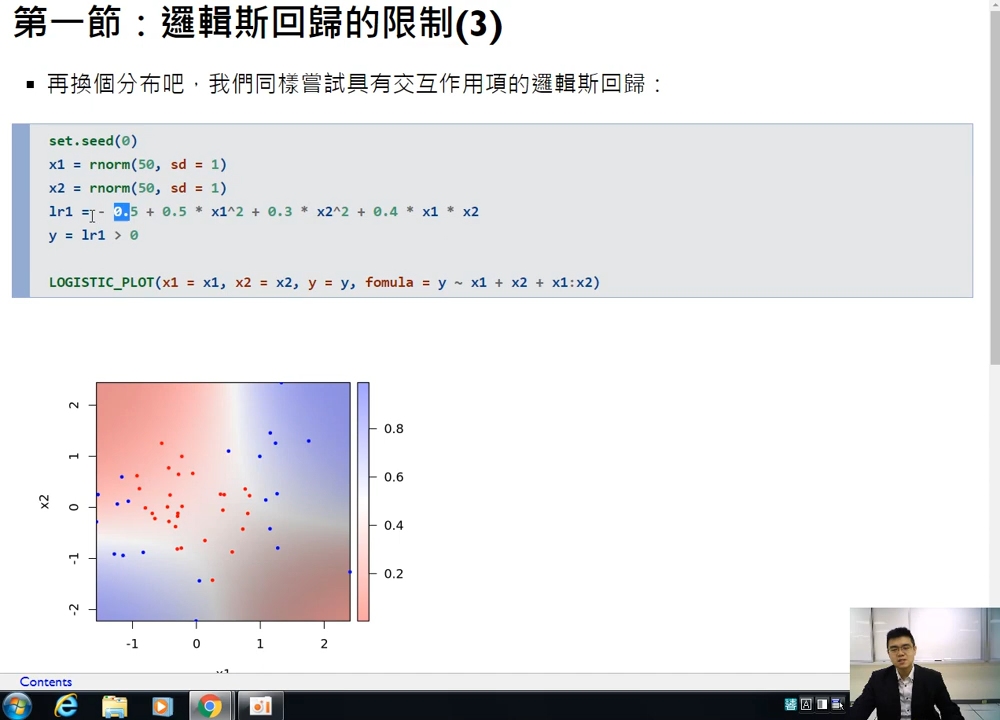 第一節：邏輯斯回歸的限制(3)
▪ 再換個分布吧，我們同樣嘗試具有交互作用項的邏輯斯回歸：
set.seed(0)
x1 = rnorm(50, sd = 1)
x2 = rnorm(50, sd = 1)
lr1 = - 0.5 + 0.5 * x1^2 + 0.3 * x2^2 + 0.4 * x1 * x2
y = lr1 > 0
LOGISTIC_PLOT(x1 = x1, x2 = x2, y = y, fomula = y ~ x1 + x2 + x1:x2)
x2
2
1
0
-1
-2
-1 0 1 2
0.8
0.6
0.4
0.2
Contents